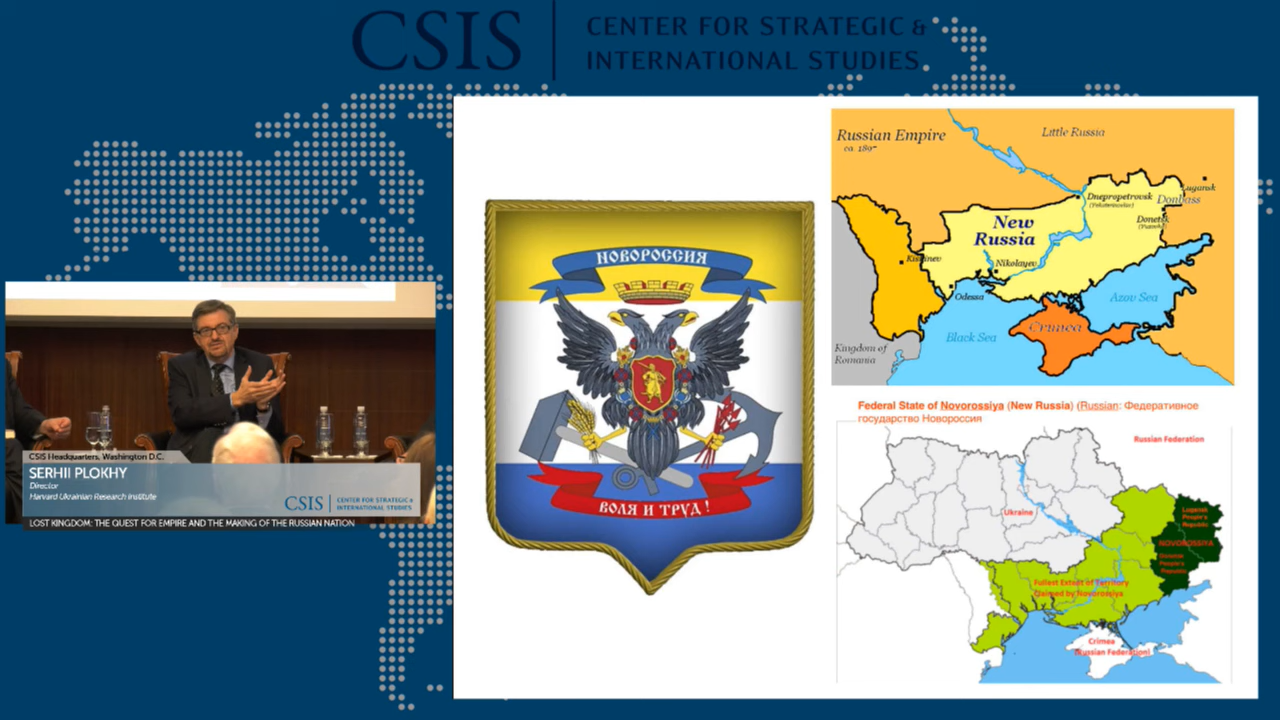 CSIS
CENTER FOR STRATEGIC &
INTERNATIONAL STUDIES
CSIS Headquarters, Washington D.C.
SERHII PLOKHY
Director
Harvard Ukrainian Research Institute
CSIS
CENTER FOR STRATEGIC &
INTERNATIONAL STUDIES
LOST KINGDOM: THE QUEST FOR EMPIRE AND THE MAKING OF THE RUSSIAN NATION
НОВОРОССИЯ
ВОЛЯ И ТРУД!
Russian Empire
ca. 1897
Little Russia
Lugansk
Dnepropetrovsk
Donbass
Donetsk
New
Russia
Kishinev
Nikolayev
Odessa
Azov Sea
Crimea
Black Sea
Kingdom of
Romania
Federal State of Novorossiya (New Russia) (Russian: Федеративное
государство Новороссия
Russian Federation
Ukraine
Lugansk
People's
Republic
NOVOROSSIYA
Donetsk
People's
Republic
Fullest Extent of Territory
Claimed by Novorossiya
Crimea
(Russian Federation)